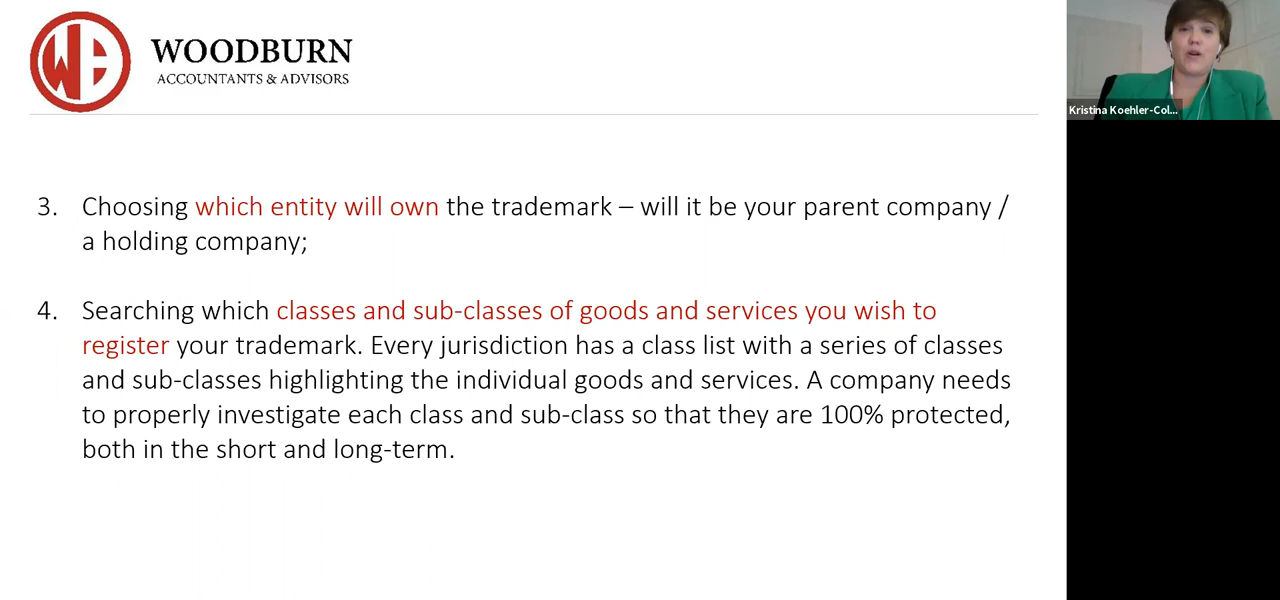 WOODBURN
ACCOUNTANTS & ADVISORS
Kristina Koehler-Col...
3. Choosing which entity will own the trademark – will it be your parent company /
a holding company;
4. Searching which classes and sub-classes of goods and services you wish to
register your trademark. Every jurisdiction has a class list with a series of classes
and sub-classes highlighting the individual goods and services. A company needs
to properly investigate each class and sub-class so that they are 100% protected,
both in the short and long-term.